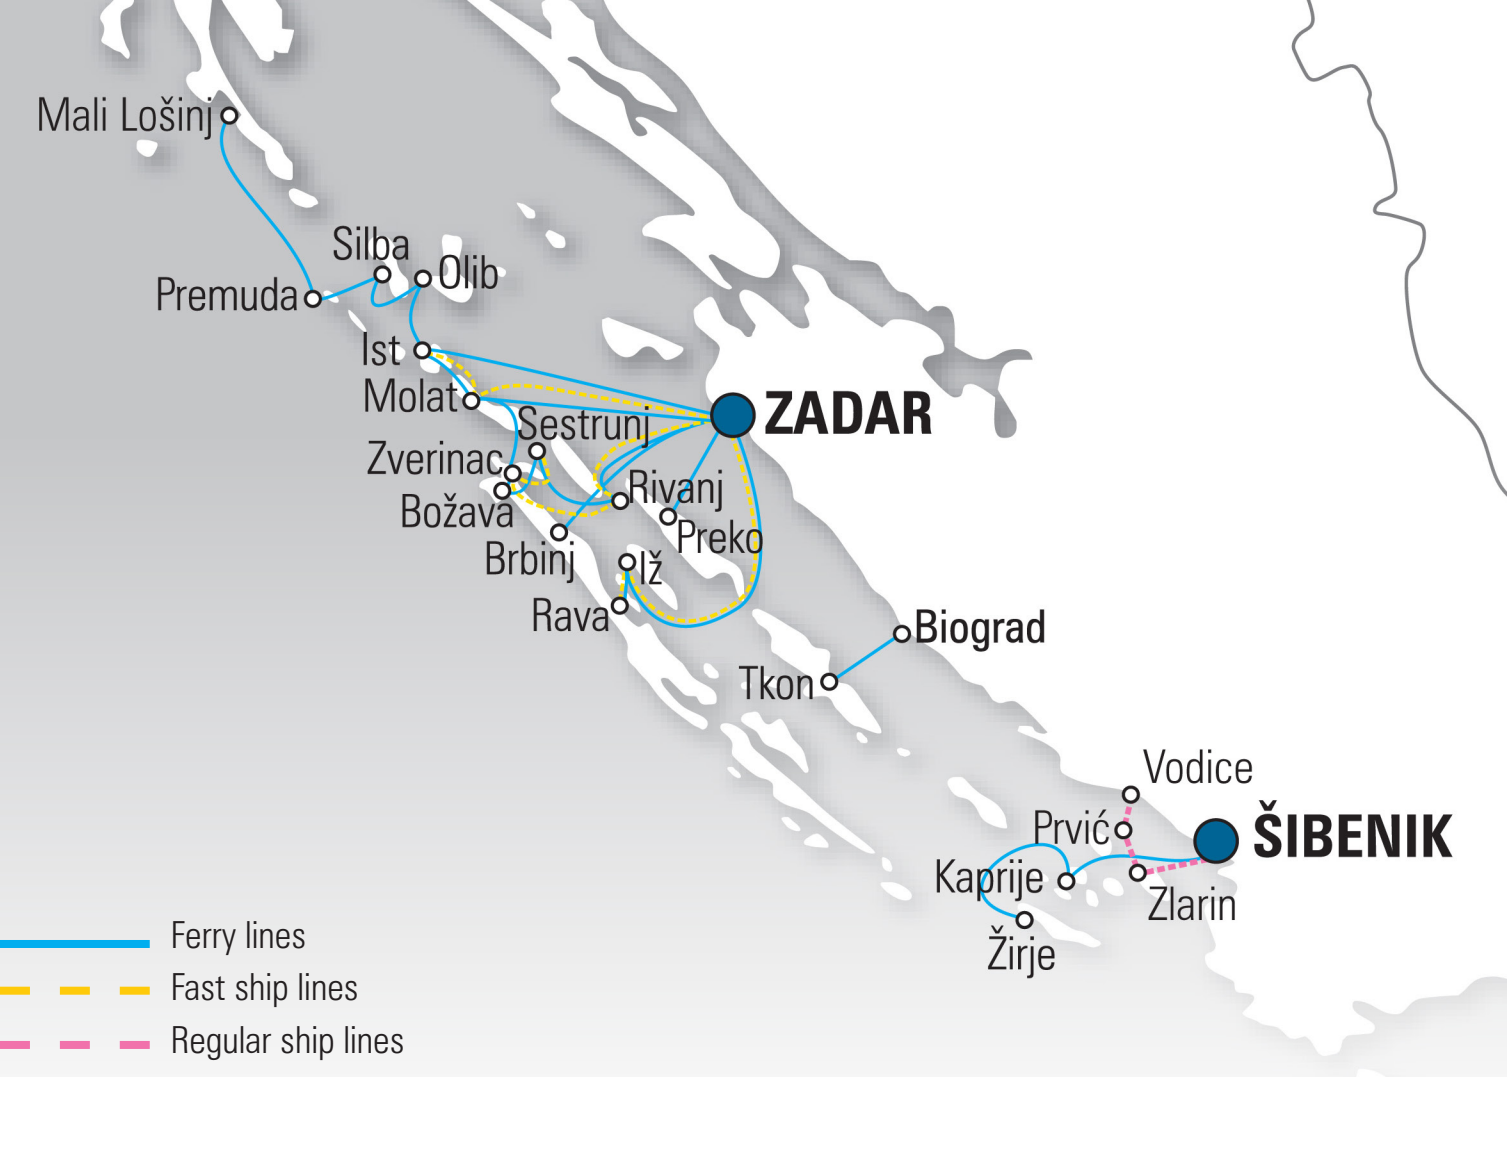 Mali Lošinj
Silba
Olib
Premuda
Ist
Molat
ZADAR
Sestrunj
Zverinac
Rivanj
Božava
Preko
Brbinj
Iž
Rava
Biograd
Tkon
Vodice
Prvić
ŠIBENIK
Kaprije
Zlarin
Žirje
Ferry lines
Fast ship lines
Regular ship lines